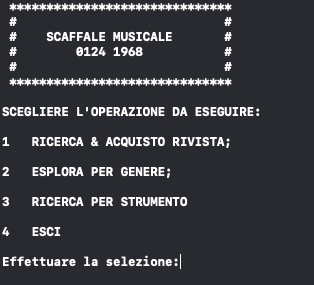 ******************************
#                            #
#    SCAFFALE MUSICALE       #
#        0124 1968           #
#                            #
******************************
SCEGLIERE L'OPERAZIONE DA ESEGUIRE:
1   RICERCA & ACQUISTO RIVISTA;
2   ESPLORA PER GENERE;
3   RICERCA PER STRUMENTO
4   ESCI
Effettuare la selezione: